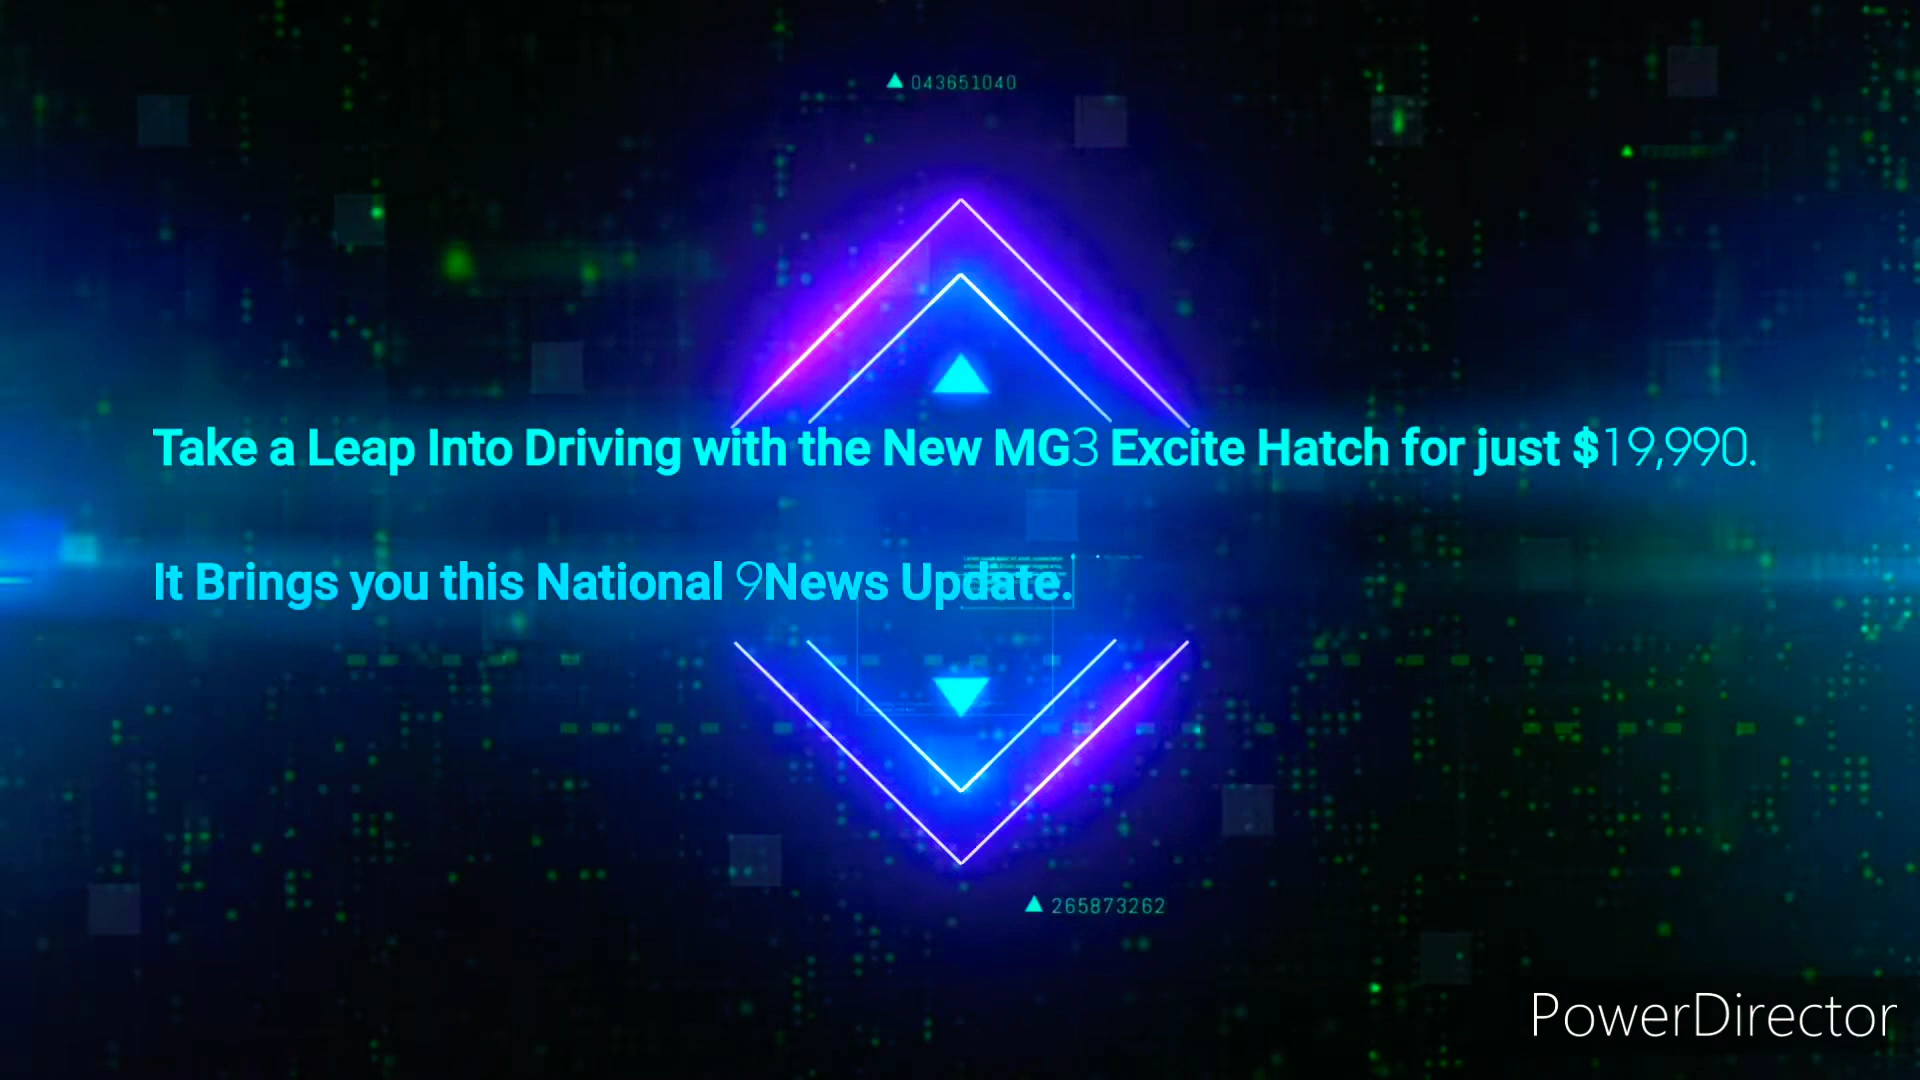 043651040
Take a Leap Into Driving with the New MG3 Excite Hatch for just $19,990.
It Brings you this National 9News Update.
265873262
PowerDirector